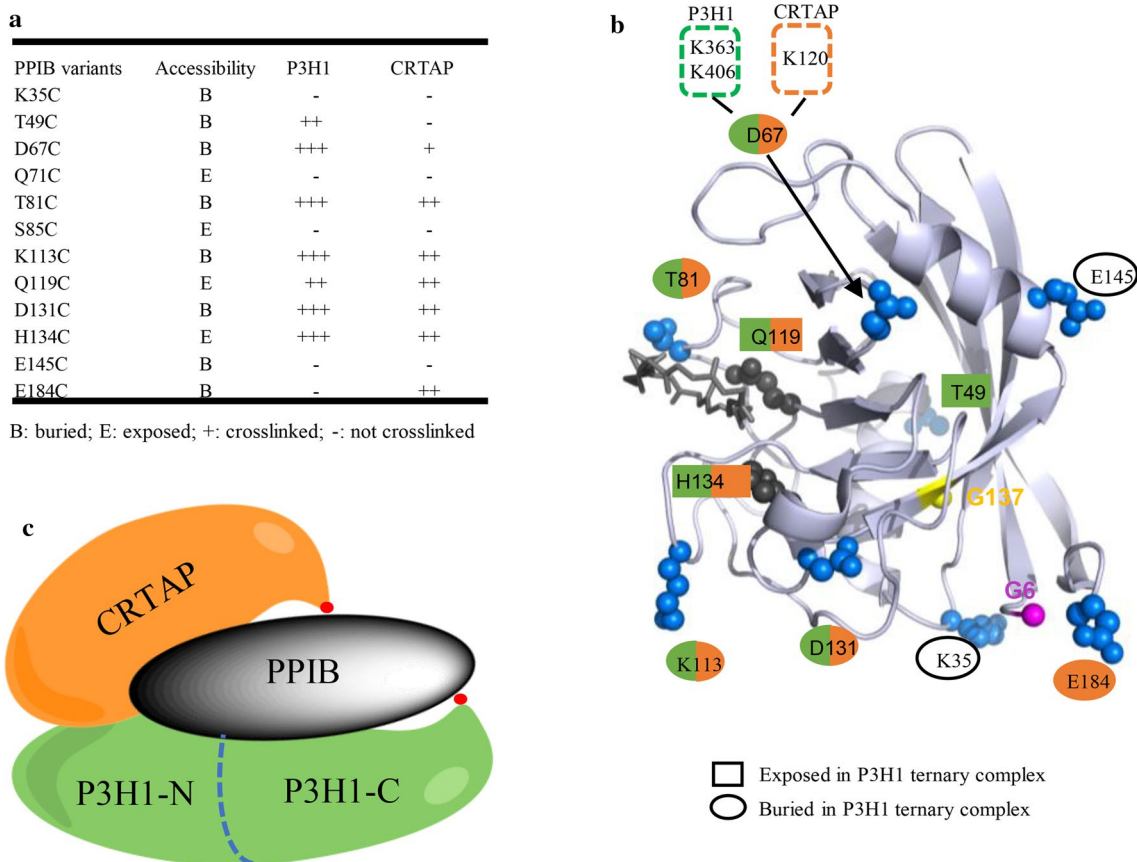 a
PPIB variants Accessibility P3H1 CRTAP
K35C B - -
T49C B ++ -
D67C B +++ +
Q71C E - -
T81C B +++ ++
S85C E - -
K113C B +++ ++
Q119C E ++ ++
D131C B +++ ++
H134C E +++ ++
E145C B - -
E184C B - ++
B: buried; E: exposed; +: crosslinked; -: not crosslinked
b
P3H1 CRTAP
K363
K406
K120
D67
T81
E145
Q119
T49
H134
G137
G6
K113
D131
K35
E184
Exposed in P3H1 ternary complex
Buried in P3H1 ternary complex
c
CRTAP
PPIB
P3H1-N
P3H1-C